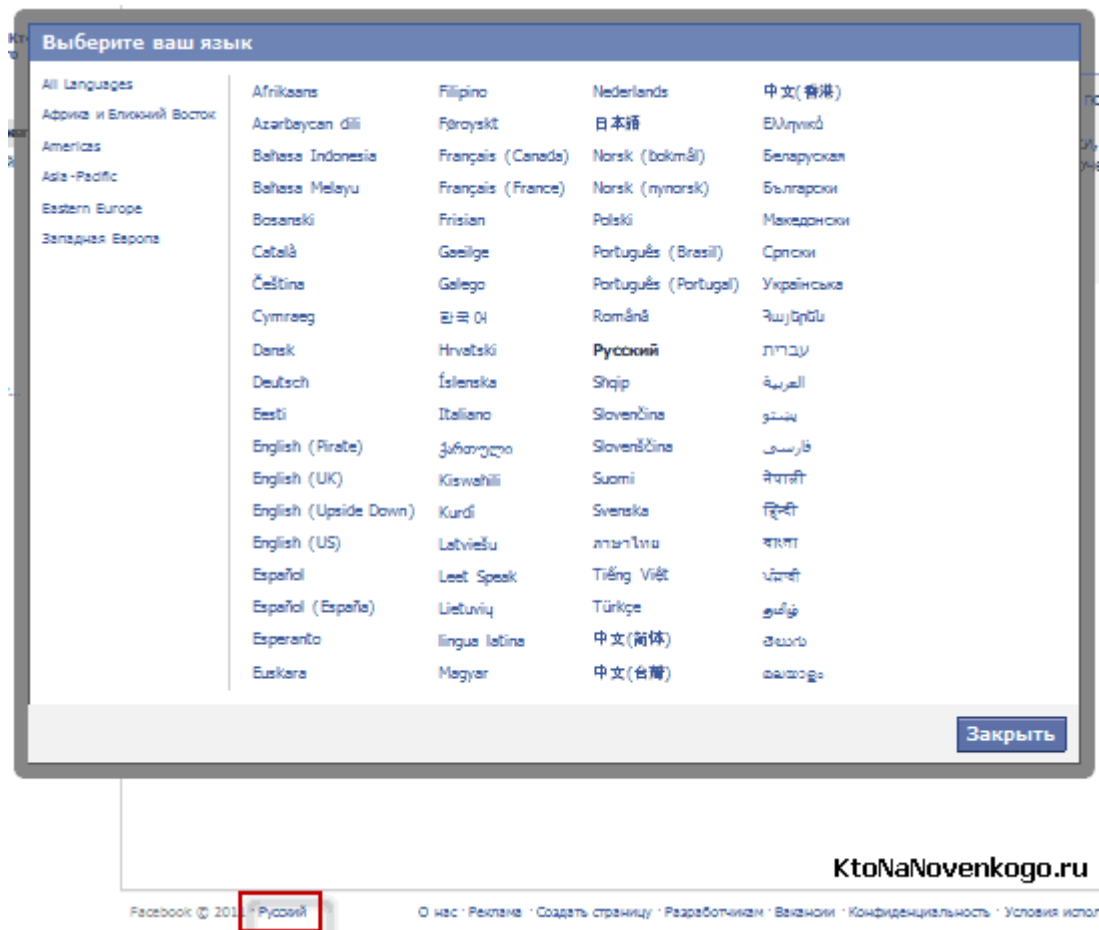 Выберите ваш язык
All Languages
Африка и Ближний Восток
Americas
Asia-Pacific
Eastern Europe
Западная Европа
Afrikaans
Azərbaycan dili
Bahasa Indonesia
Bahasa Melayu
Bosanski
Català
Čeština
Cymraeg
Dansk
Deutsch
Eesti
English (Pirate)
English (UK)
English (Upside Down)
English (US)
Español
Español (España)
Esperanto
Euskara
Filipino
Føroyskt
Français (Canada)
Français (France)
Frisian
Gaeilge
Galego
한국어
Hrvatski
Íslenska
Italiano
ქართული
Kiswahili
Kurdî
Latviešu
Leet Speak
Lietuvių
lingua latina
Magyar
Nederlands
日本語
Norsk (bokmål)
Norsk (nynorsk)
Polski
Português (Brasil)
Português (Portugal)
Română
Русский
Shqip
Slovenčina
Slovenščina
Suomi
Svenska
ภาษาไทย
Tiếng Việt
Türkçe
中文(简体)
中文(台灣)
中文(香港)
Ελληνικά
Беларуская
Български
Македонски
Српски
Українська
Հայերեն
עברית
العربية
پښتو
فارسی
नेपाली
हिन्दी
বাংলা
ਪੰਜਾਬੀ
தமிழ்
తెలుగు
മലയാളം
Закрыть
KtoNaNovenkogo.ru
Facebook © 2011 · Русский О нас · Реклама · Создать страницу · Разработчикам · Вакансии · Конфиденциальность · Условия